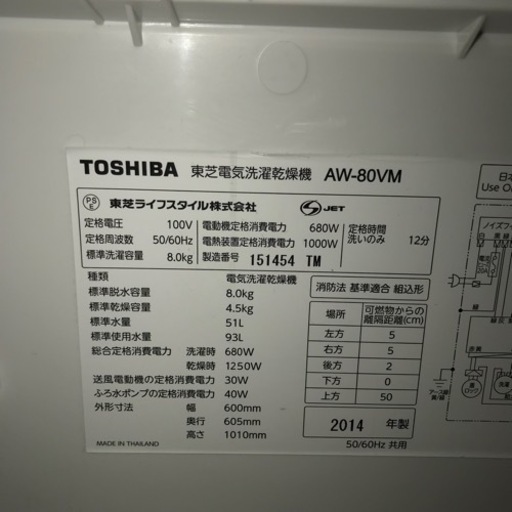 TOSHIBA 東芝電気洗濯乾燥機 AW-80VM
PS E 東芝ライフスタイル株式会社 S JET
定格電圧 100V 電動機定格消費電力 680W 定格時間
定格周波数 50/60Hz 電熱装置定格消費電力 1000W 洗いのみ 12分
標準洗濯容量 8.0kg 製造番号 151454 TM
種類 電気洗濯乾燥機
標準脱水容量 8.0kg
標準乾燥容量 4.5kg
標準水量 51L
標準使用水量 93L
総合定格消費電力 洗濯時 680W
乾燥時 1250W
送風電動機の定格消費電力 30W
ふろ水ポンプの定格消費電力 40W
外形寸法 幅 600mm
奥行 605mm
高さ 1010mm
MADE IN THAILAND
消防法 基準適合 組込形
場所 可燃物からの離隔距離(cm)
左方 5
右方 5
後方 2
下方 0
上方 50
2014 年製
50/60Hz 共用
日本
Use O
ノイズフィ